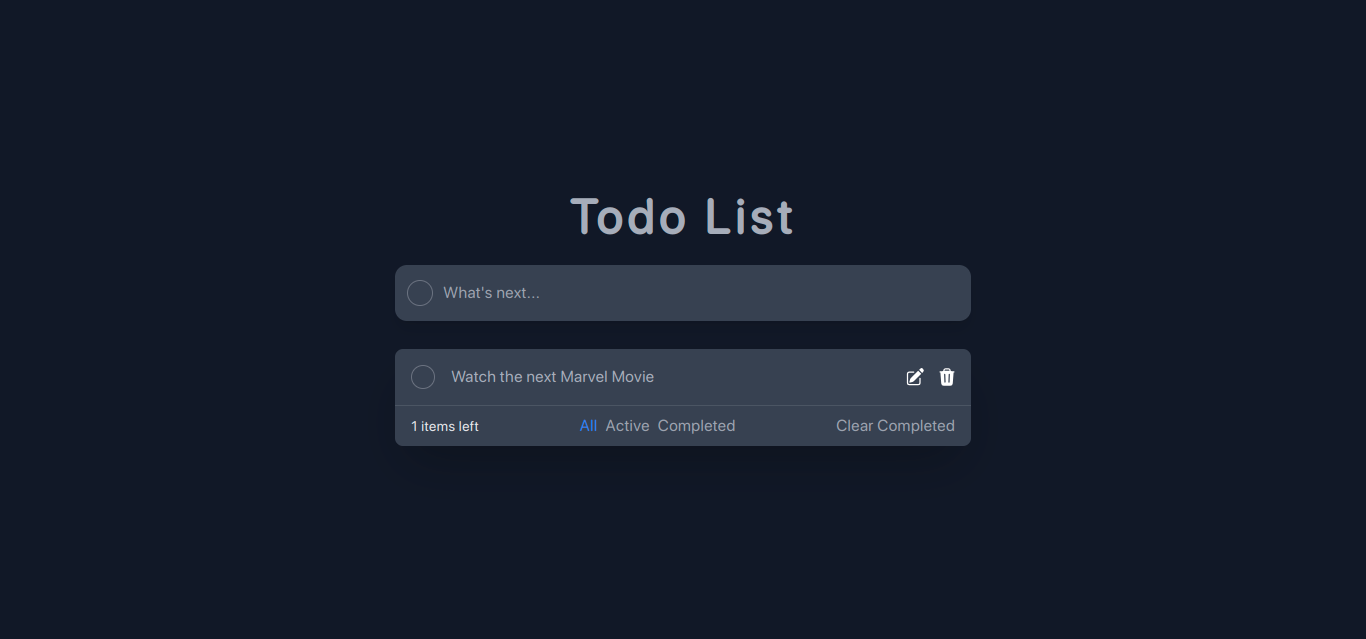 Todo List
What's next...
Watch the next Marvel Movie
1 items left All Active Completed Clear Completed